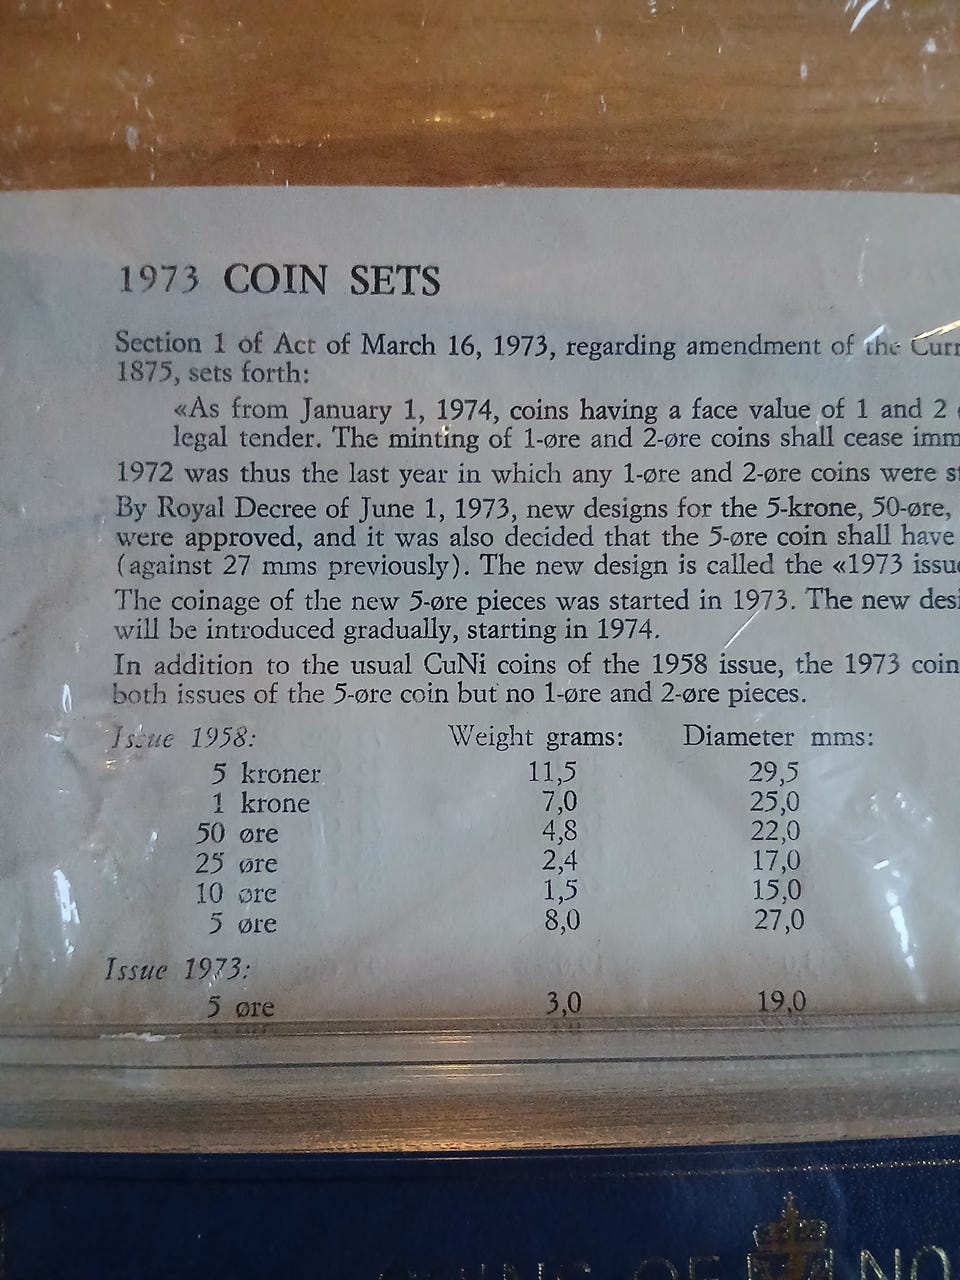 1973 COIN SETS
Section 1 of Act of March 16, 1973, regarding amendment of the Curr
1875, sets forth:
«As from January 1, 1974, coins having a face value of 1 and 2
legal tender. The minting of 1-øre and 2-øre coins shall cease imm
1972 was thus the last year in which any 1-øre and 2-øre coins were st
By Royal Decree of June 1, 1973, new designs for the 5-krone, 50-øre,
were approved, and it was also decided that the 5-øre coin shall have
(against 27 mms previously). The new design is called the «1973 issue
The coinage of the new 5-øre pieces was started in 1973. The new desi
will be introduced gradually, starting in 1974.
In addition to the usual CuNi coins of the 1958 issue, the 1973 coin
both issues of the 5-øre coin but no 1-øre and 2-øre pieces.
Issue 1958: Weight grams: Diameter mms:
5 kroner 11,5 29,5
1 krone 7,0 25,0
50 øre 4,8 22,0
25 øre 2,4 17,0
10 øre 1,5 15,0
5 øre 8,0 27,0
Issue 1973:
5 øre 3,0 19,0
OF NO